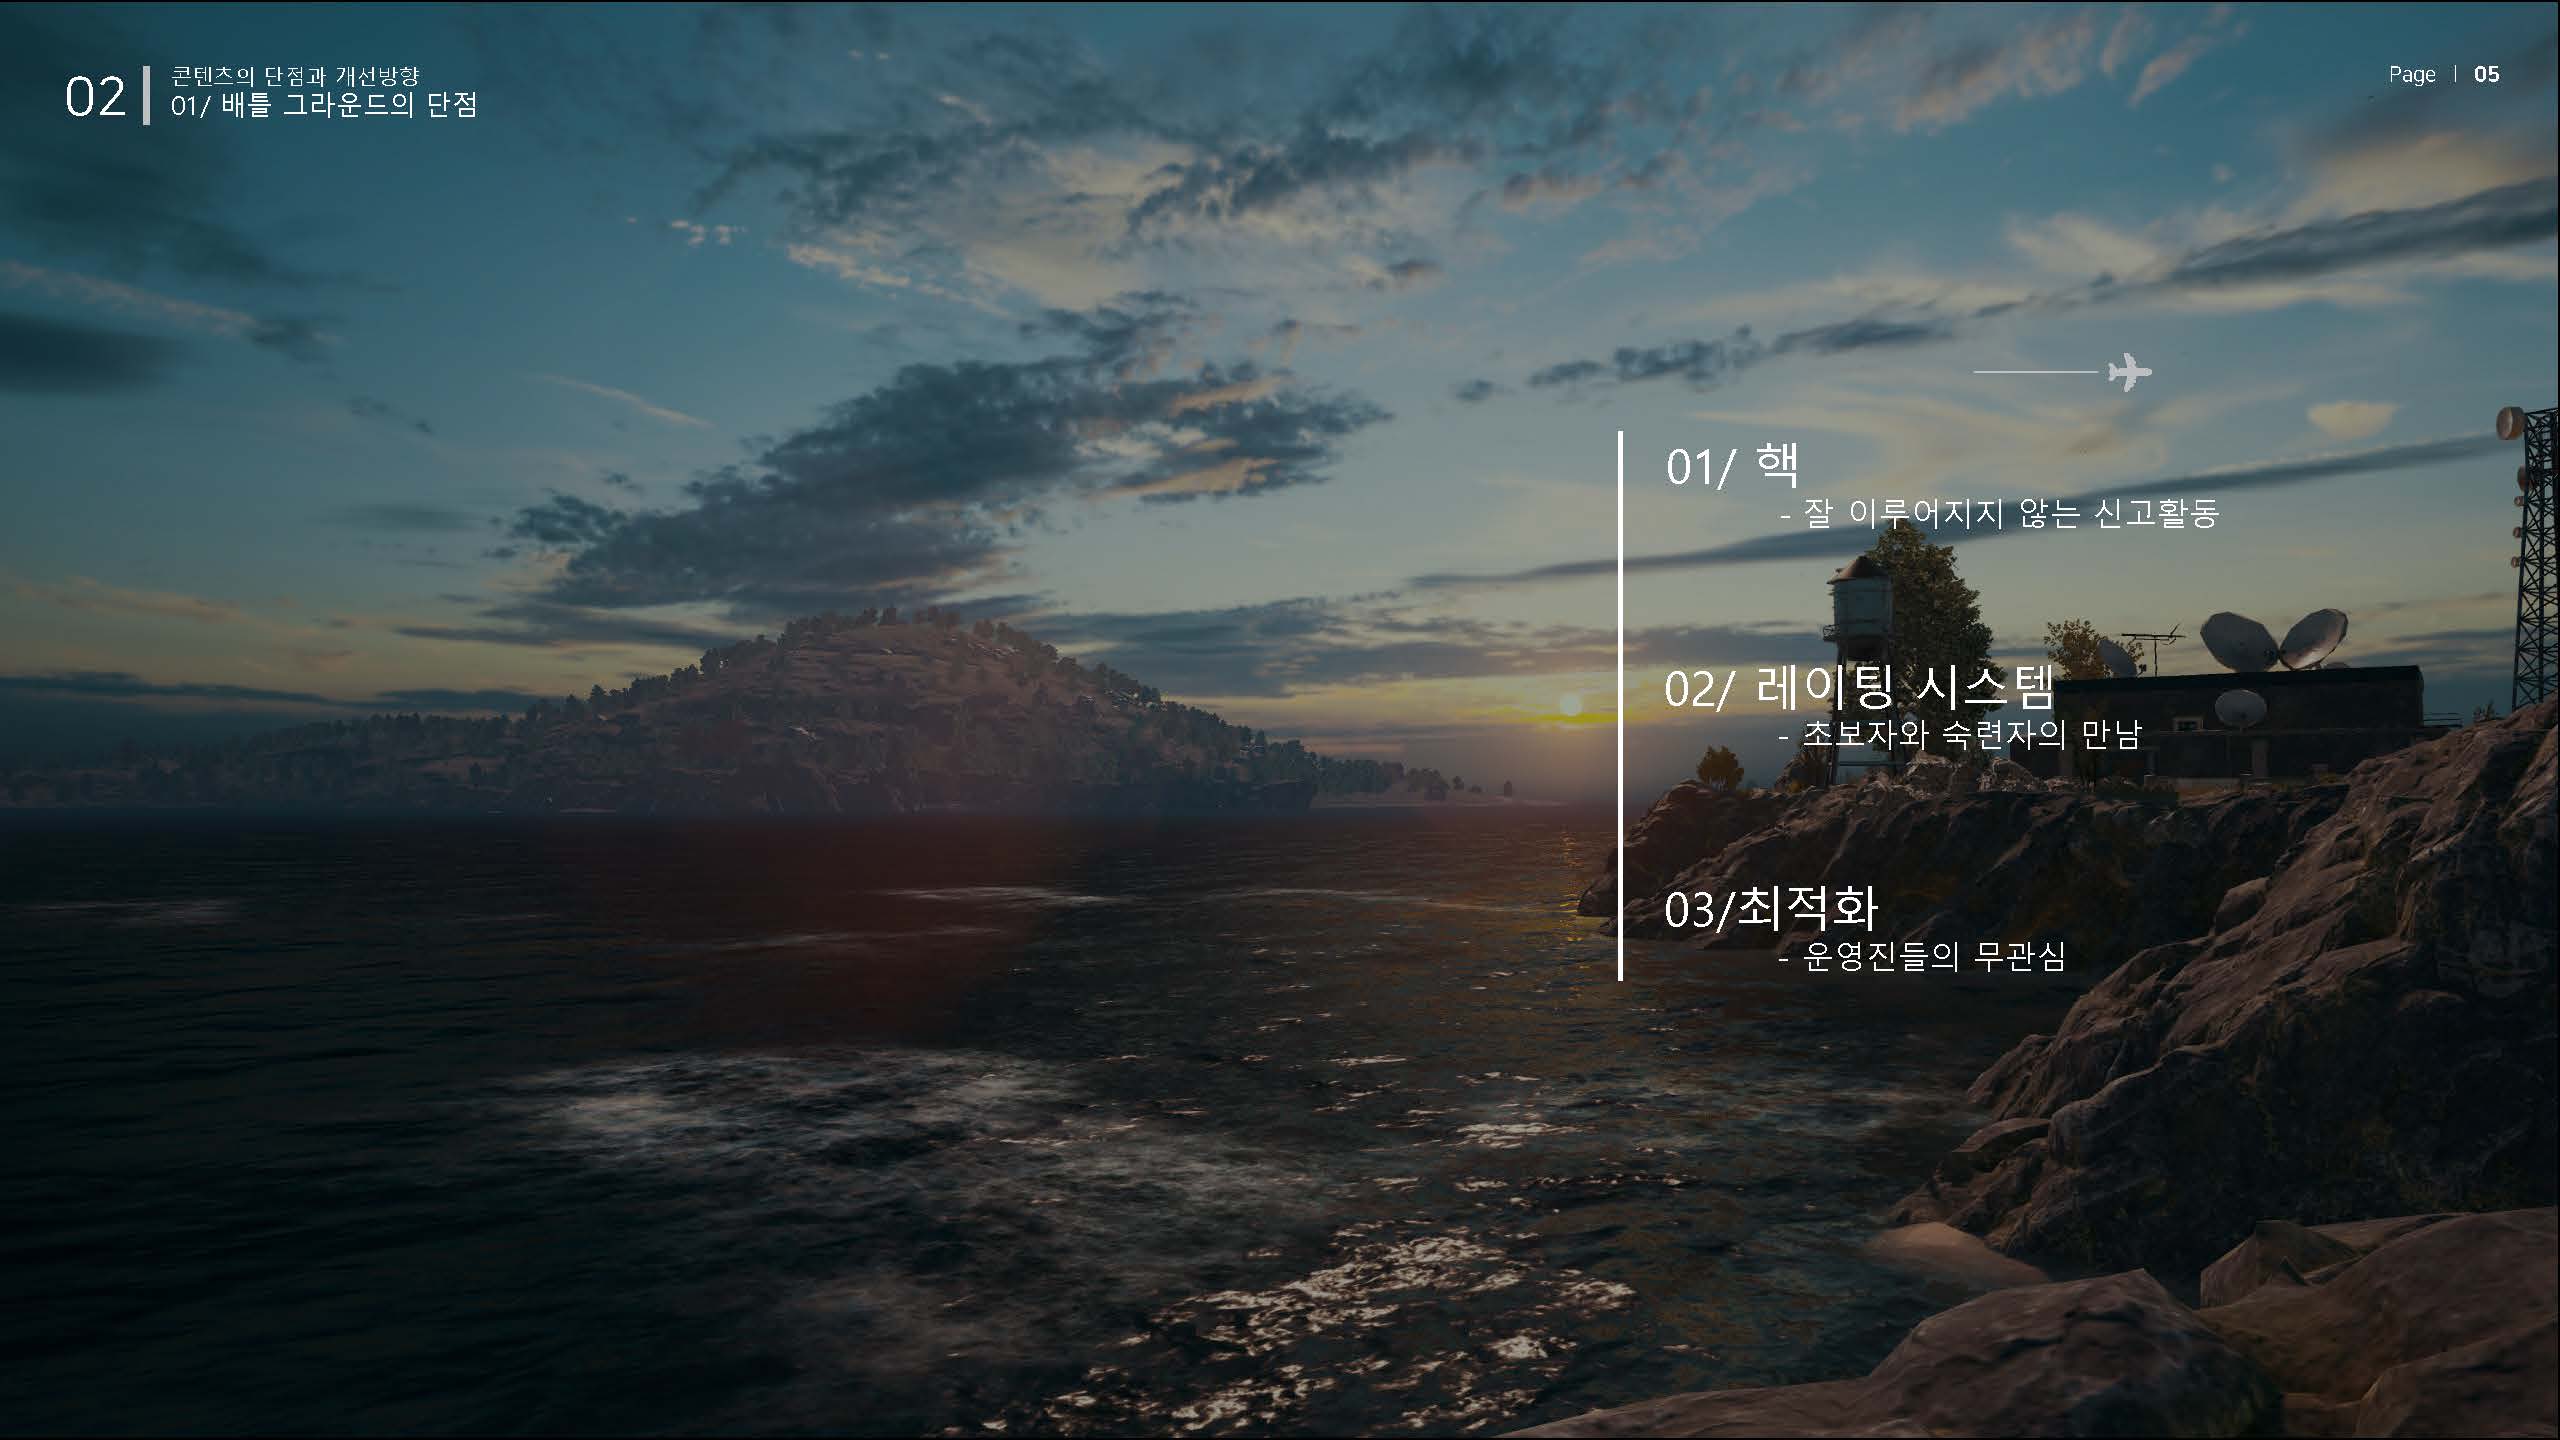 02
콘텐츠의 단점과 개선방향
01/ 배틀 그라운드의 단점
Page | 05
01/ 핵
- 잘 이루어지지 않는 신고활동
02/ 레이팅 시스템
- 초보자와 숙련자의 만남
03/최적화
- 운영진들의 무관심